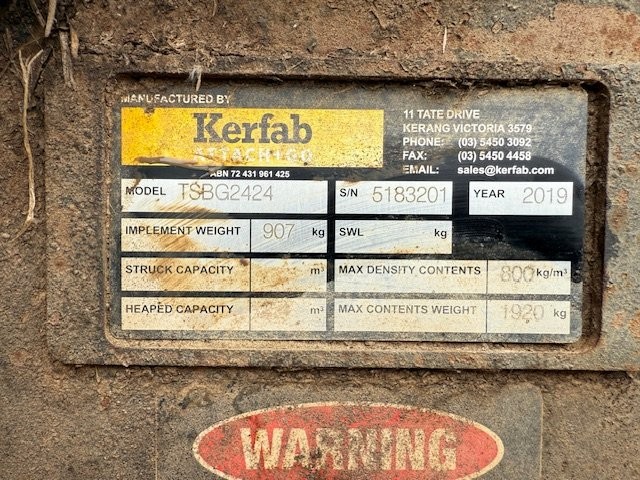 MANUFACTURED BY
Kerfab
ABN 72 431 961 425
11 TATE DRIVE
KERANG VICTORIA 3579
PHONE: (03) 5450 3092
FAX: (03) 5450 4458
EMAIL: sales@kerfab.com
MODEL TSBG2424 S/N 5183201 YEAR 2019
IMPLEMENT WEIGHT 907 kg SWL kg
STRUCK CAPACITY m³ MAX DENSITY CONTENTS 800 kg/m³
HEAPED CAPACITY m³ MAX CONTENTS WEIGHT 1920 kg
WARNING